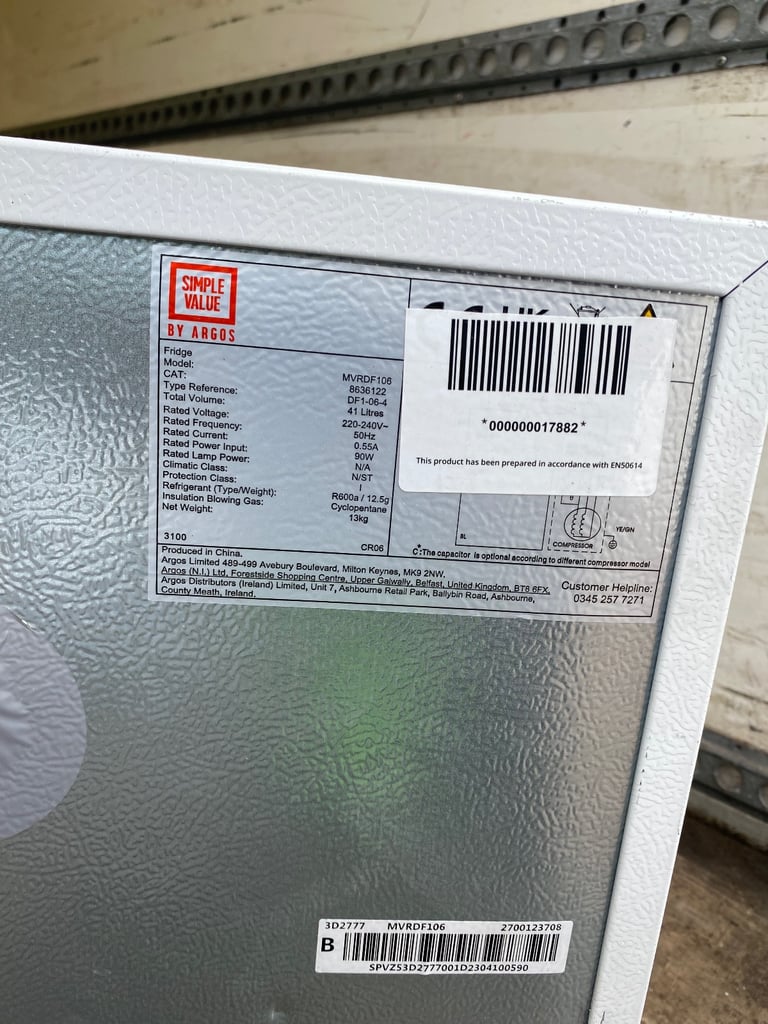 SIMPLE
VALUE
BY ARGOS
Fridge
Model: MVRDF106
CAT: 8636122
Type Reference: DF1-06-4
Total Volume: 41 Litres
Rated Voltage: 220-240V~
Rated Frequency: 50Hz
Rated Current: 0.55A
Rated Power Input: 90W
Rated Lamp Power: N/A
Climatic Class: N/ST
Protection Class: I
Refrigerant (Type/Weight): R600a / 12.5g
Insulation Blowing Gas: Cyclopentane
Net Weight: 13kg
3100 CR06
*000000017882*
This product has been prepared in accordance with EN50614
BL
YE/GN
COMPRESSOR
*C:The capacitor is optional according to different compressor model
Produced in China.
Argos Limited 489-499 Avebury Boulevard, Milton Keynes, MK9 2NW.
Argos (N.I.) Ltd, Forestside Shopping Centre, Upper Galwally, Belfast, United Kingdom, BT8 6FX.
Argos Distributors (Ireland) Limited, Unit 7, Ashbourne Retail Park, Ballybin Road, Ashbourne,
County Meath, Ireland.
Customer Helpline:
0345 257 7271
3D2777 MVRDF106 2700123708
B
SPVZ53D2777001D2304100590